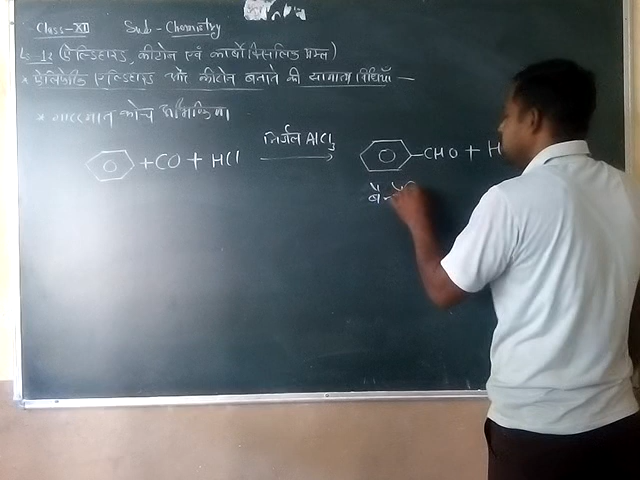 Class-XII Sub- Chemistry
L-12 (ऐल्डिहाइड, कीटोन एवं कार्बोक्सिलिक अम्ल)
* एल्डिहाइड और कीटोन बनाने की सामान्य विधियाँ —
* गाटरमान कोच अभिक्रिया
+ CO + HCl निर्जल AlCl3 → -CHO + H